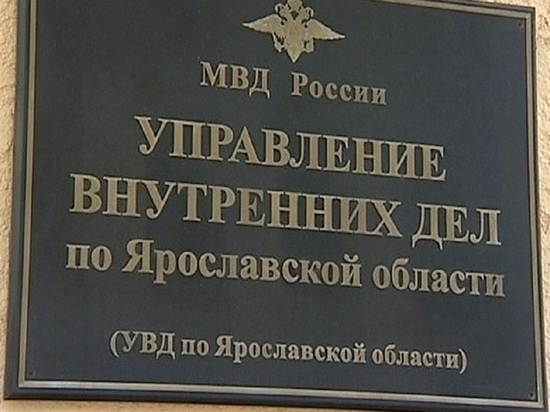 МВД России
УПРАВЛЕНИЕ
ВНУТРЕННИХ ДЕЛ
по Ярославской области
(УВД по Ярославской области)